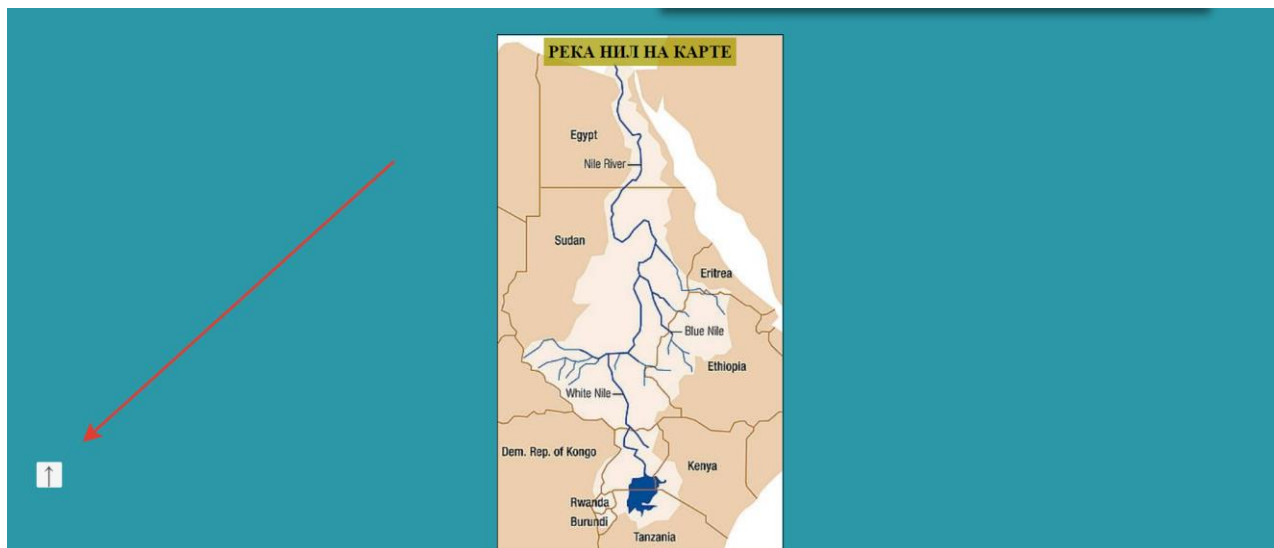 РЕКА НИЛ НА КАРТЕ
Egypt
Nile River
Sudan
Eritrea
Blue Nile
Ethiopia
White Nile
Dem. Rep. of Kongo
Kenya
Rwanda
Burundi
Tanzania